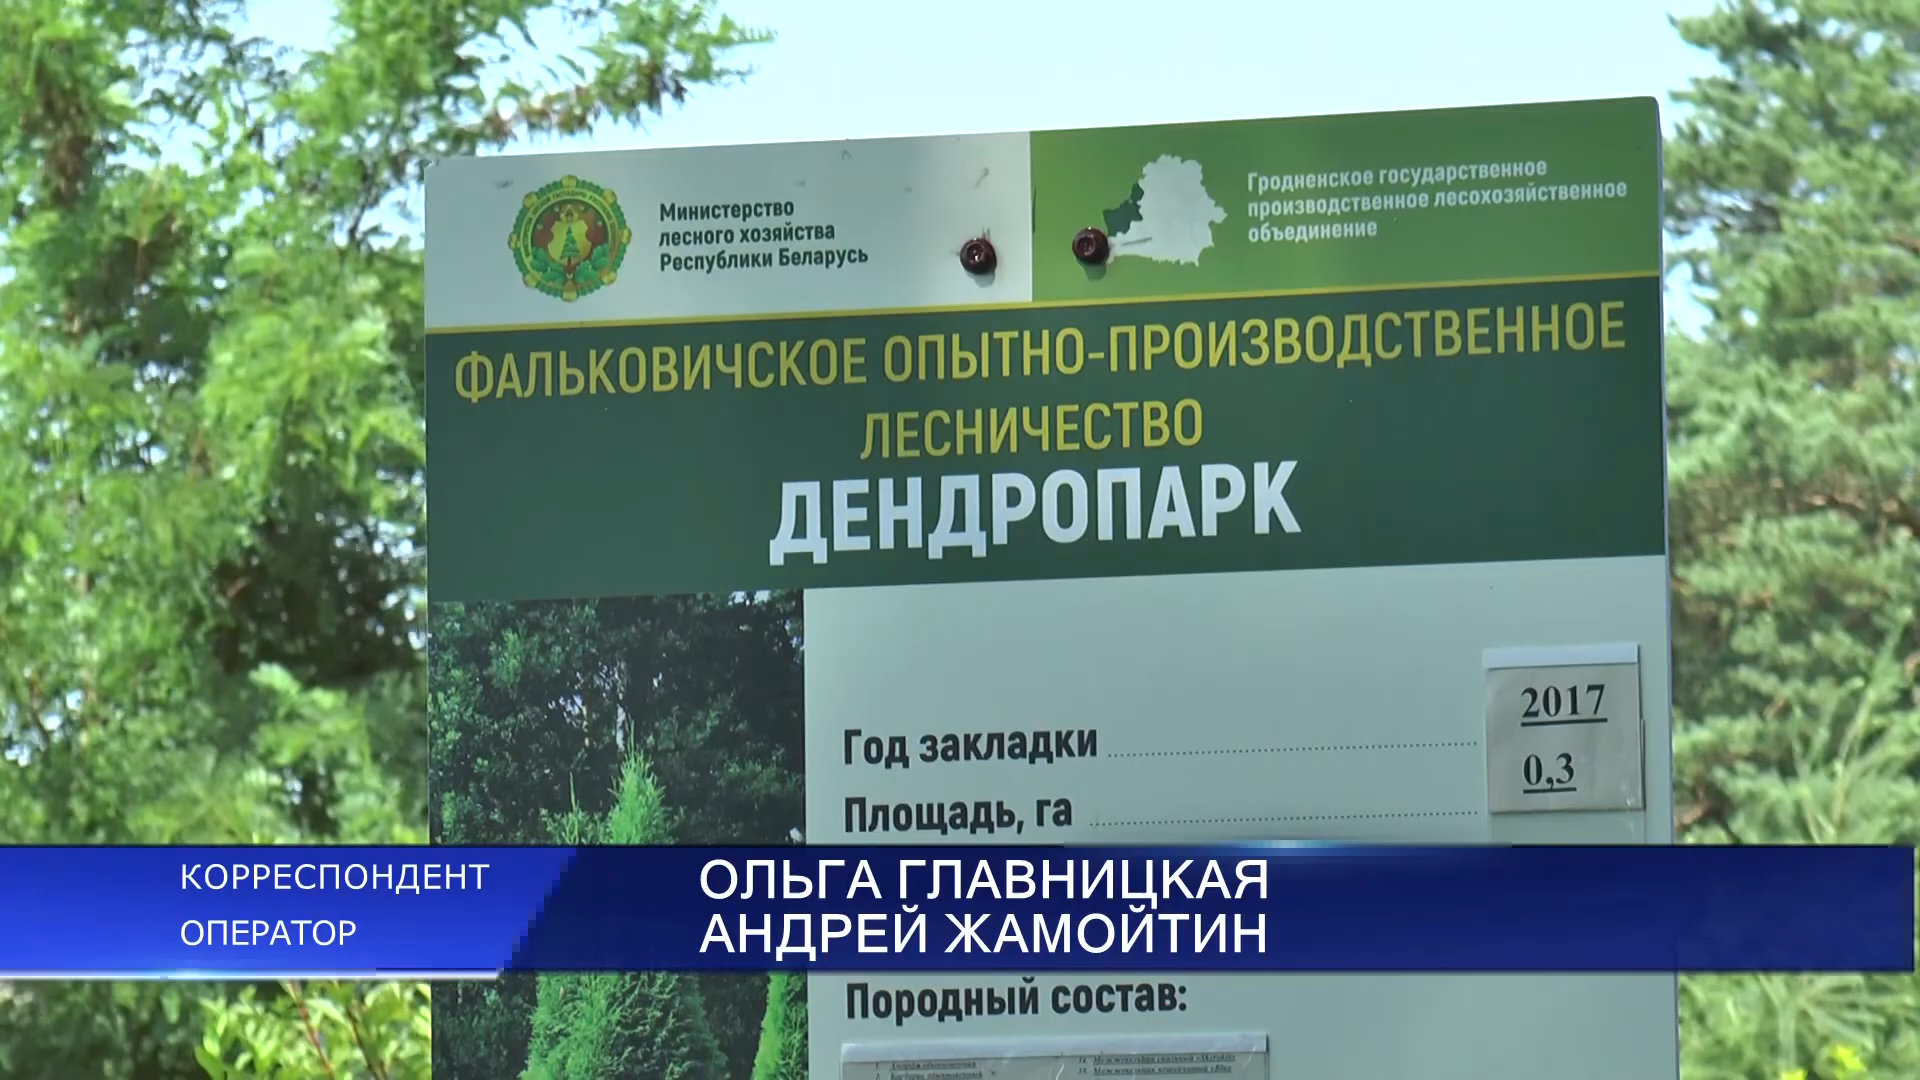 Министерство
лесного хозяйства
Республики Беларусь
Гродненское государственное
производственное лесохозяйственное
объединение
ФАЛЬКОВИЧСКОЕ ОПЫТНО-ПРОИЗВОДСТВЕННОЕ
ЛЕСНИЧЕСТВО
ДЕНДРОПАРК
Год закладки 2017
Площадь, га 0,3
КОРРЕСПОНДЕНТ ОЛЬГА ГЛАВНИЦКАЯ
ОПЕРАТОР АНДРЕЙ ЖАМОЙТИН
Породный состав: